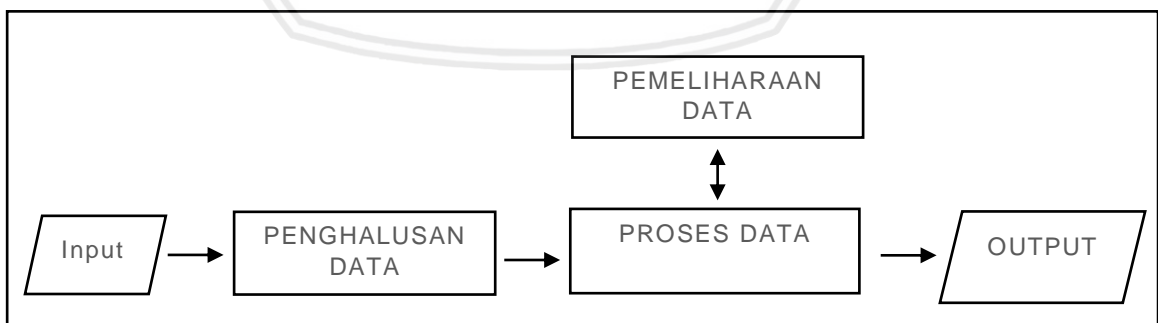 PEMELIHARAAN
DATA
Input
PENGHALUSAN
DATA
PROSES DATA
OUTPUT